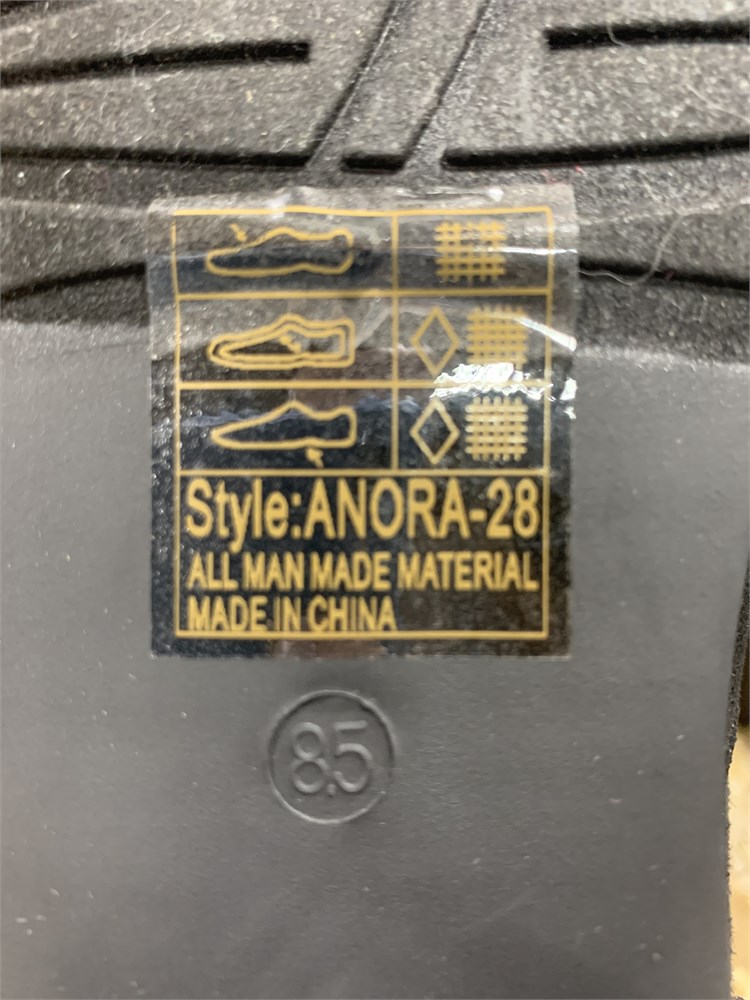 Style:ANORA-28
ALL MAN MADE MATERIAL
MADE IN CHINA
8.5